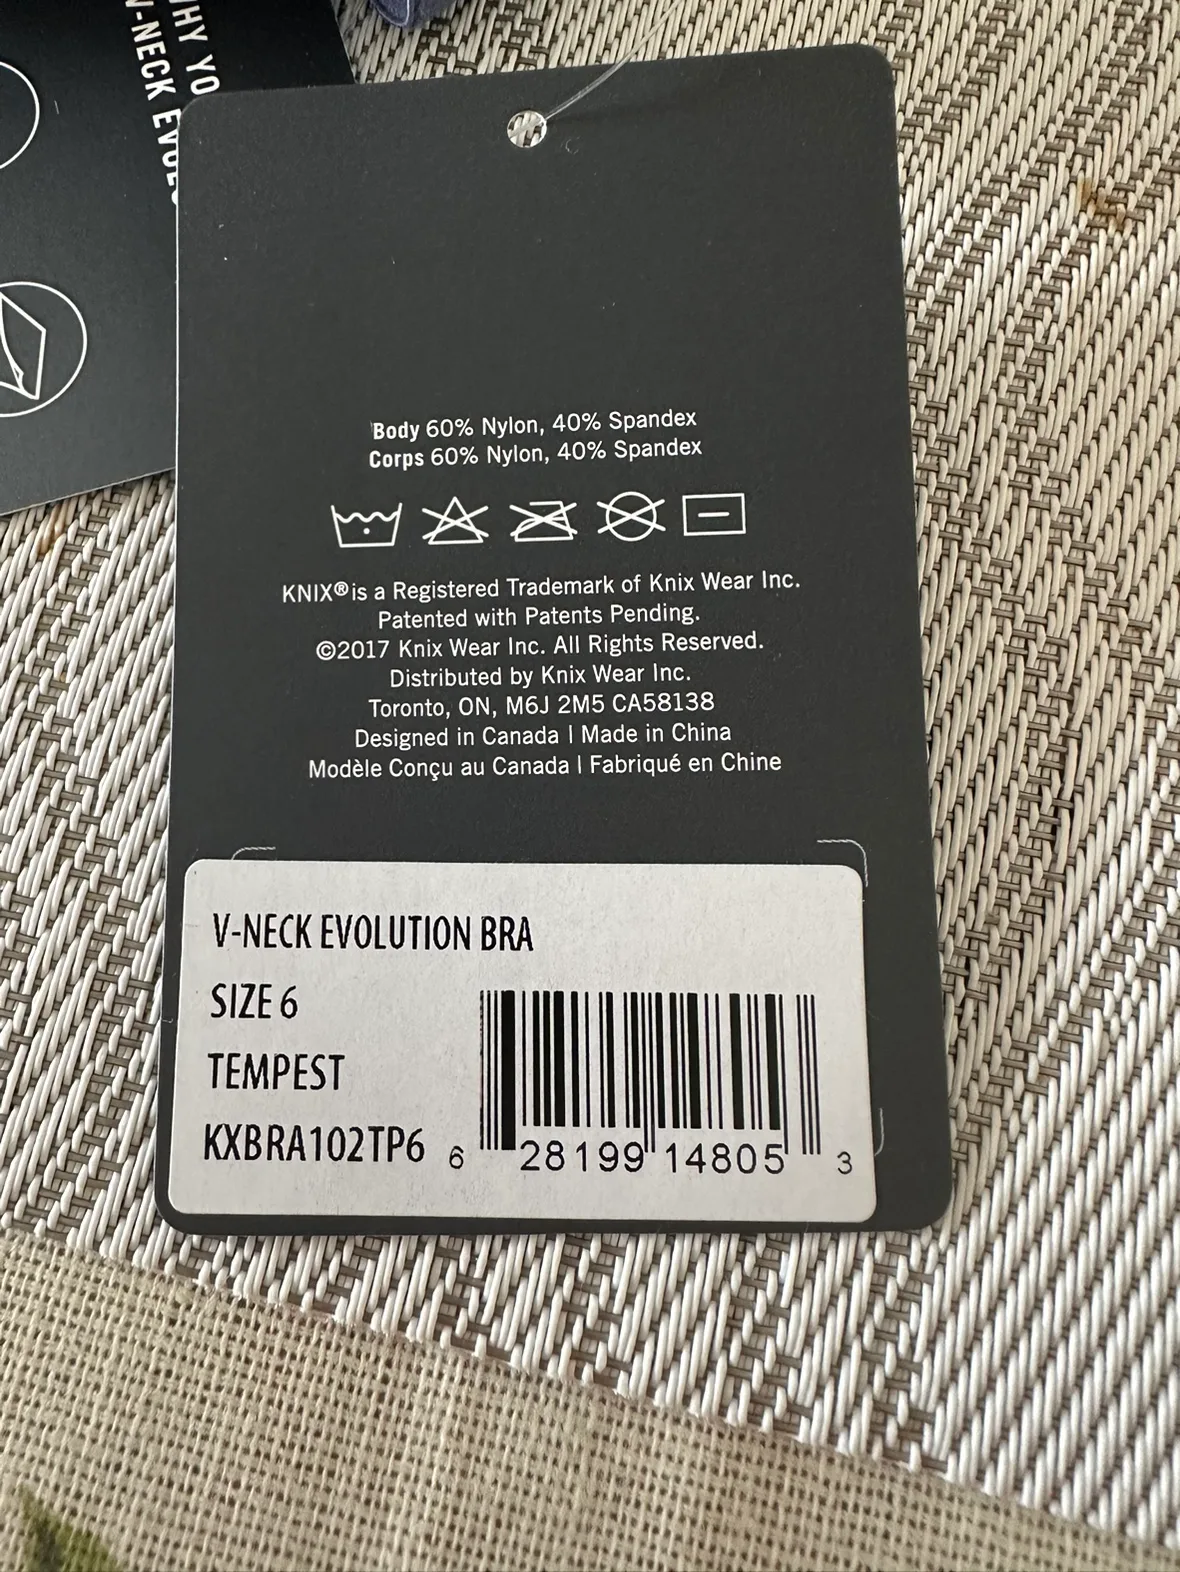 HY YO
V-NECK
Body 60% Nylon, 40% Spandex
Corps 60% Nylon, 40% Spandex
KNIX® is a Registered Trademark of Knix Wear Inc.
Patented with Patents Pending.
©2017 Knix Wear Inc. All Rights Reserved.
Distributed by Knix Wear Inc.
Toronto, ON, M6J 2M5 CA58138
Designed in Canada | Made in China
Modèle Conçu au Canada | Fabriqué en Chine
V-NECK EVOLUTION BRA
SIZE 6
TEMPEST
KXBRA102TP6
6 28199 14805 3